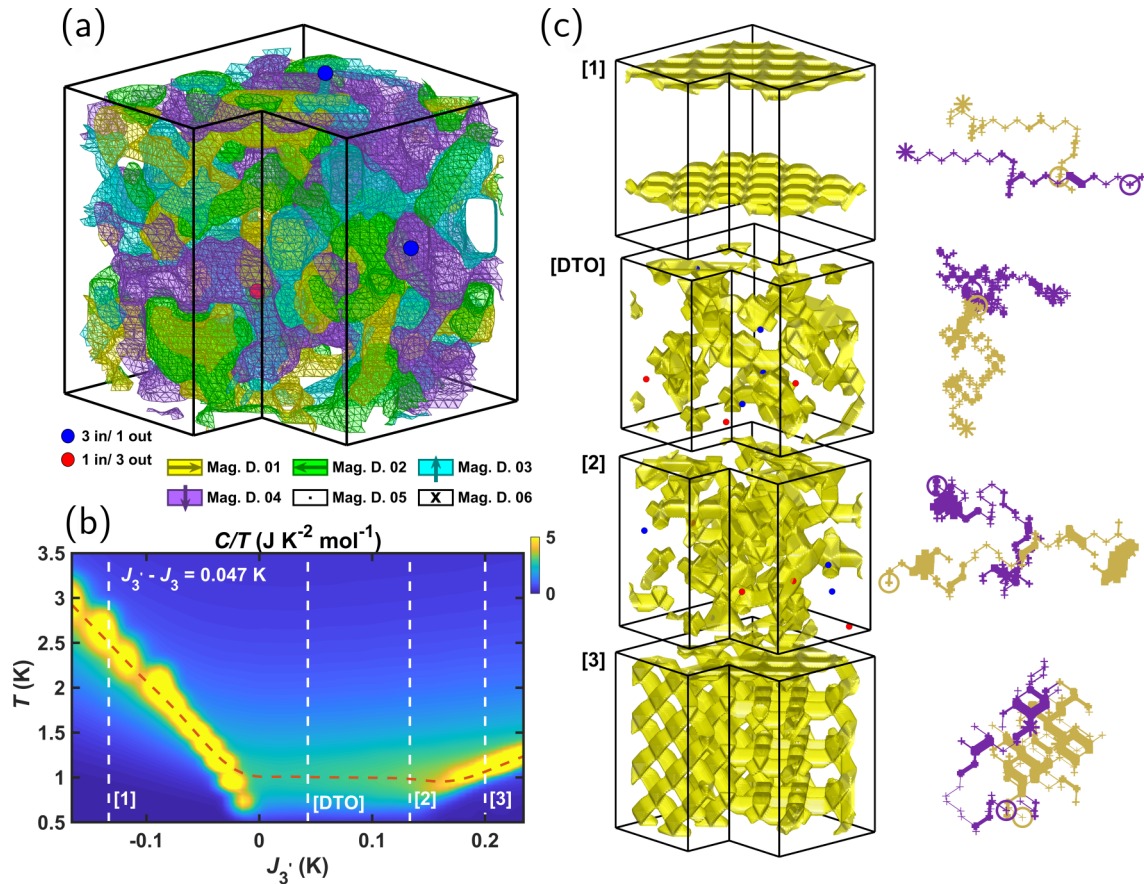 (a)
3 in/ 1 out
1 in/ 3 out
Mag. D. 01
Mag. D. 02
Mag. D. 03
Mag. D. 04
Mag. D. 05
Mag. D. 06
(b)
C/T (J K⁻² mol⁻¹)
J₃' - J₃ = 0.047 K
5
0
3.5
3
2.5
2
1.5
1
0.5
T (K)
[1]
[DTO]
[2]
[3]
-0.1
0
0.1
0.2
J₃' (K)
(c)
[1]
[DTO]
[2]
[3]